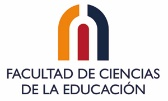 FACULTAD DE CIENCIAS
DE LA EDUCACIÓN